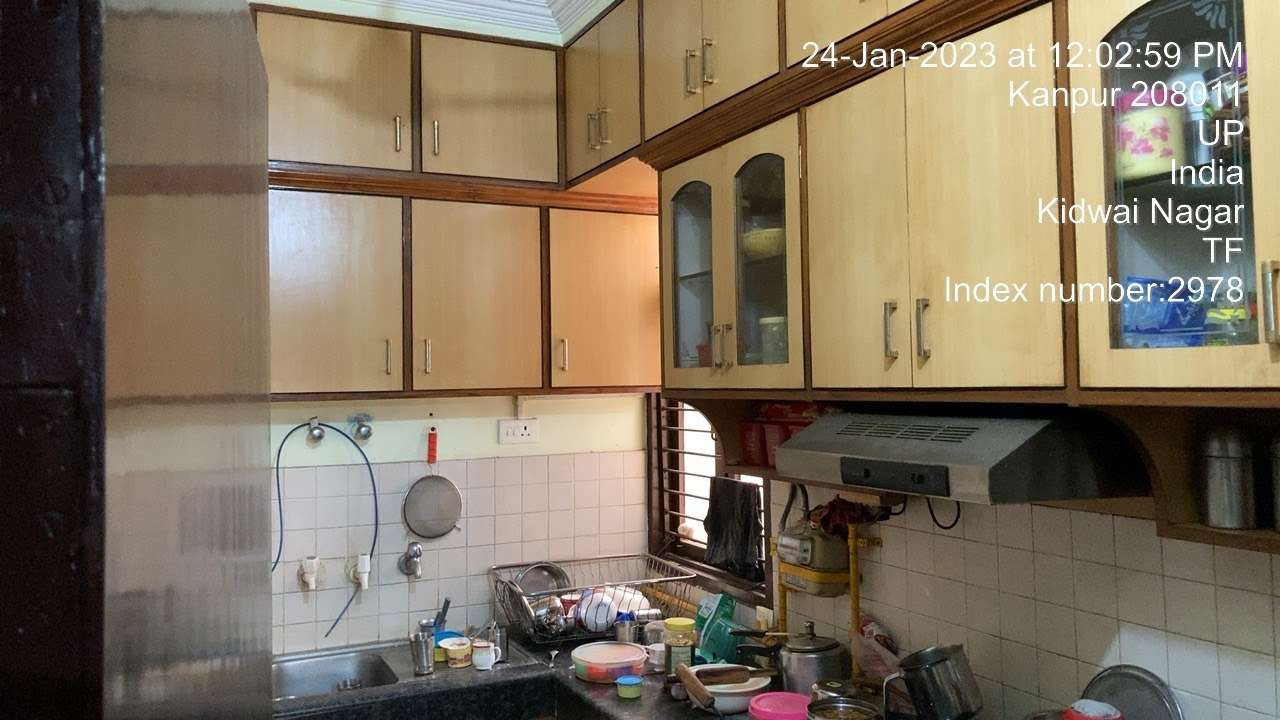 24-Jan-2023 at 12:02:59 PM
Kanpur 208011
UP
India
Kidwai Nagar
TF
Index number:2978